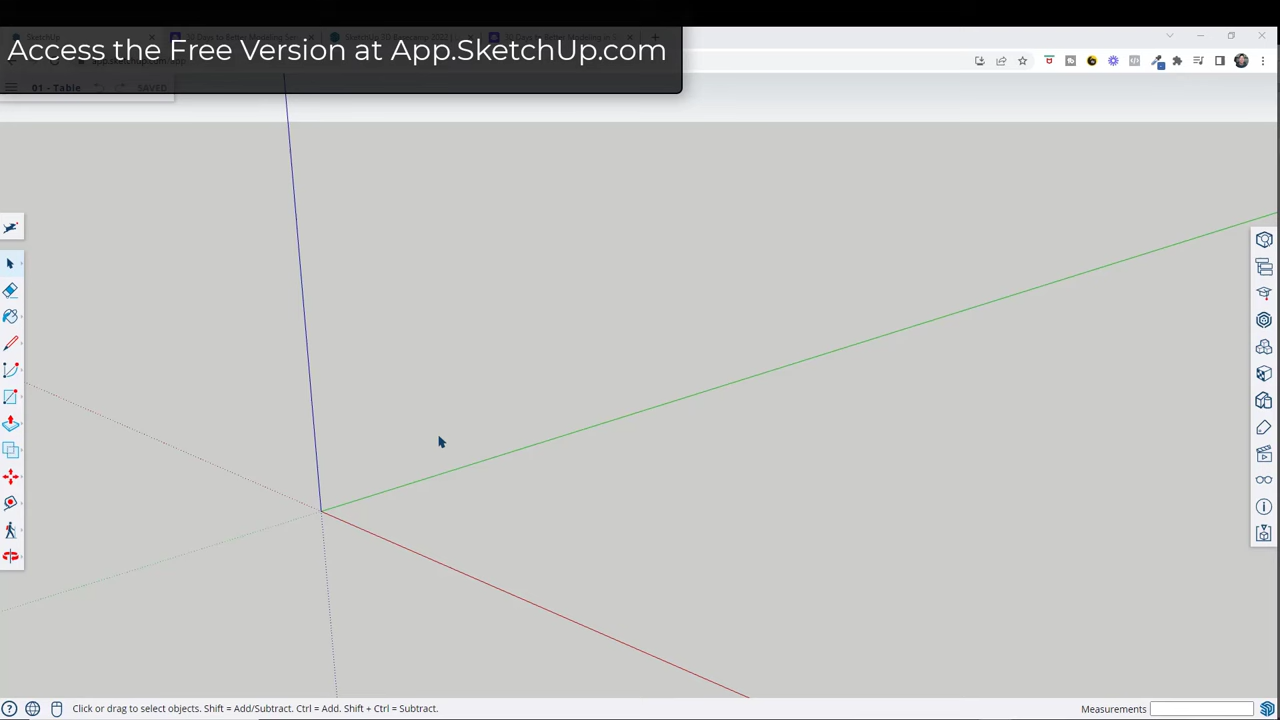 Access the Free Version at App.SketchUp.com
01 - Table
SAVED
Click or drag to select objects. Shift = Add/Subtract. Ctrl = Add. Shift + Ctrl = Subtract.
Measurements